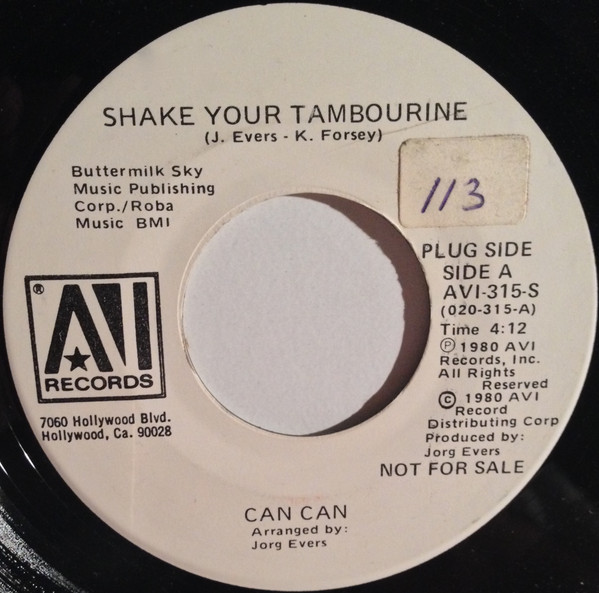 SHAKE YOUR TAMBOURINE
(J. Evers - K. Forsey)
Buttermilk Sky
Music Publishing
Corp./Roba
Music BMI
113
PLUG SIDE
SIDE A
AVI-315-S
(020-315-A)
Time 4:12
℗ 1980 AVI
Records, Inc.
All Rights
Reserved
© 1980 AVI
Record
Distributing Corp
Produced by:
Jorg Evers
NOT FOR SALE
® AVI
RECORDS
7060 Hollywood Blvd.
Hollywood, Ca. 90028
CAN CAN
Arranged by:
Jorg Evers